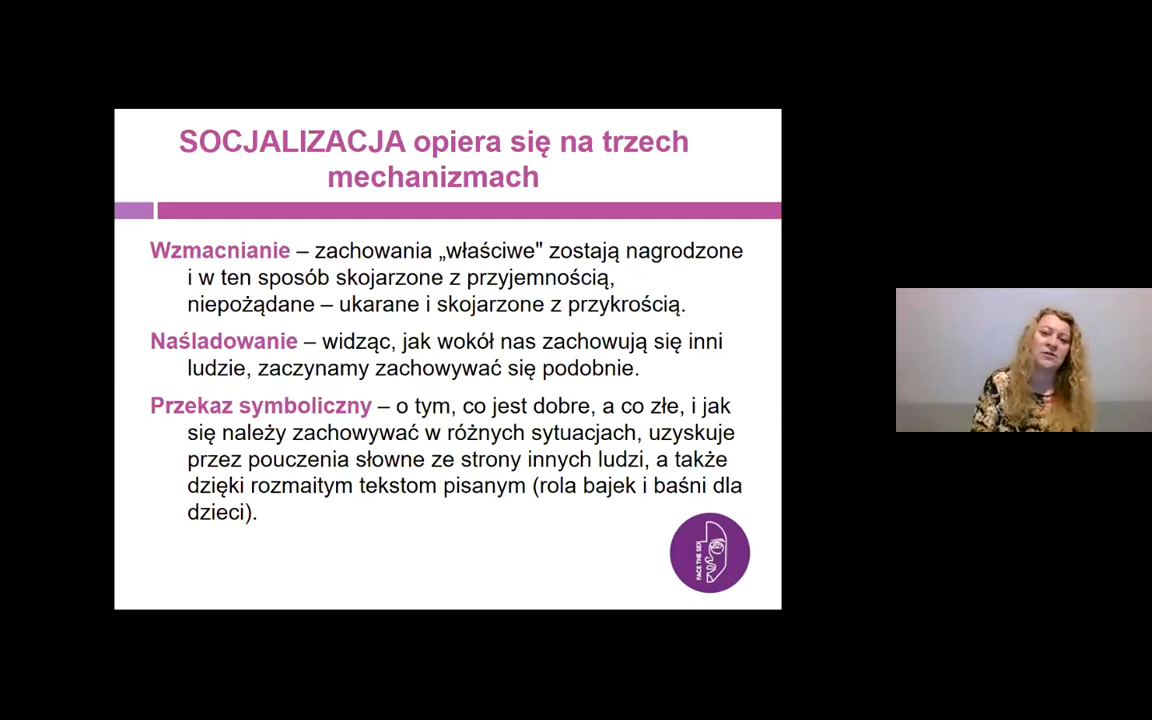 SOCJALIZACJA opiera się na trzech
mechanizmach
Wzmacnianie – zachowania „właściwe" zostają nagrodzone
i w ten sposób skojarzone z przyjemnością,
niepożądane – ukarane i skojarzone z przykrością.
Naśladowanie – widząc, jak wokół nas zachowują się inni
ludzie, zaczynamy zachowywać się podobnie.
Przekaz symboliczny – o tym, co jest dobre, a co złe, i jak
się należy zachowywać w różnych sytuacjach, uzyskuje
przez pouczenia słowne ze strony innych ludzi, a także
dzięki rozmaitym tekstom pisanym (rola bajek i baśni dla
dzieci).
FACE THE SEX